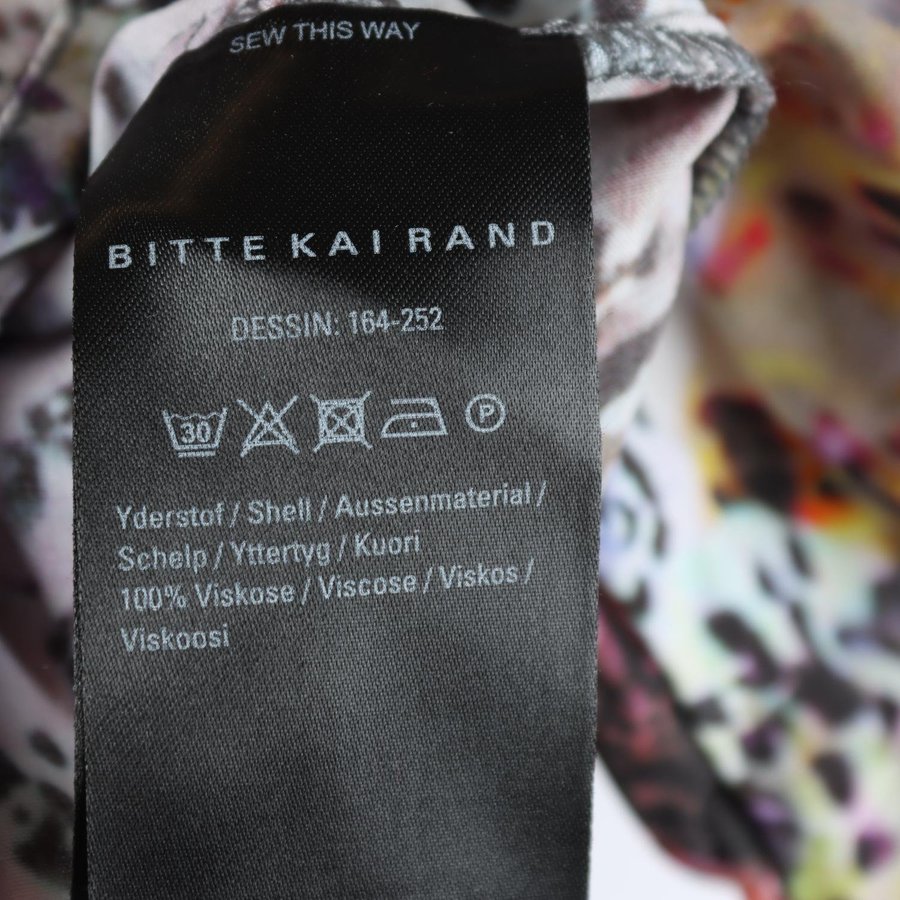 SEW THIS WAY
BITTE KAI RAND
DESSIN: 164-252
30 P
Yderstof / Shell / Aussenmaterial /
Schelp / Yttertyg / Kuori
100% Viskose / Viscose / Viskos /
Viskoosi